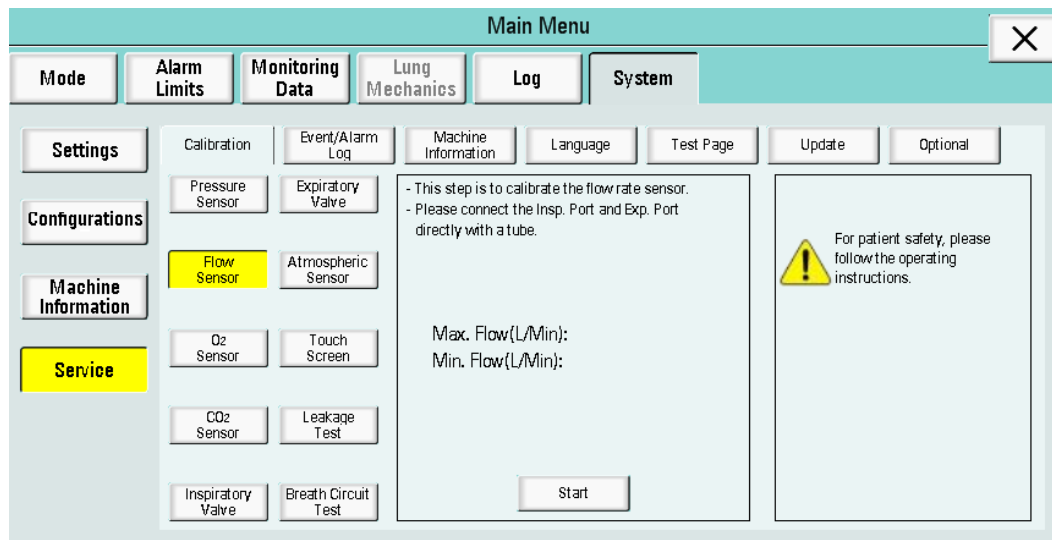 Main Menu
Mode
Alarm
Limits
Monitoring
Data
Lung
Mechanics
Log
System
Settings
Configurations
Machine
Information
Service
Calibration
Event/Alarm
Log
Machine
Information
Language
Test Page
Update
Optional
Pressure
Sensor
Expiratory
Valve
Flow
Sensor
Atmospheric
Sensor
O2
Sensor
Touch
Screen
CO2
Sensor
Leakage
Test
Inspiratory
Valve
Breath Circuit
Test
- This step is to calibrate the flow rate sensor.
- Please connect the Insp. Port and Exp. Port
directly with a tube.
Max. Flow(L/Min):
Min. Flow(L/Min):
Start
For patient safety, please
follow the operating
instructions.